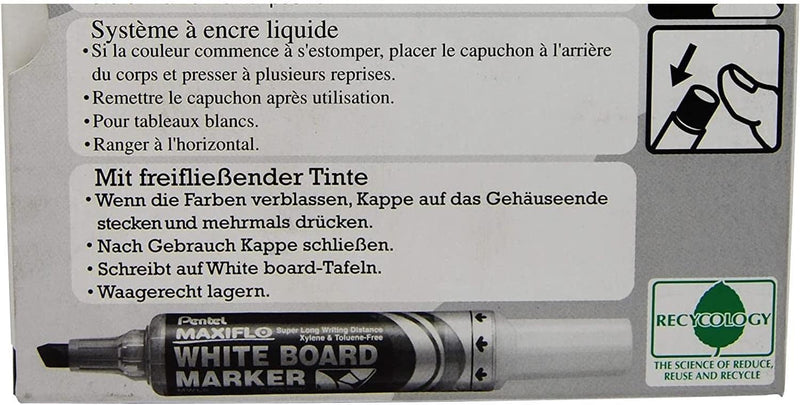 Système à encre liquide
•Si la couleur commence à s'estomper, placer le capuchon à l'arrière
du corps et presser à plusieurs reprises.
•Remettre le capuchon après utilisation.
•Pour tableaux blancs.
•Ranger à l'horizontal.
Mit freifließender Tinte
•Wenn die Farben verblassen, Kappe auf das Gehäuseende
stecken und mehrmals drücken.
•Nach Gebrauch Kappe schließen.
•Schreibt auf White board-Tafeln.
•Waagerecht lagern.
Pentel
MAXIFLO Super Long Writing Distance
Xylene & Toluene-Free
WHITE BOARD
MARKER
RECYCOLOGY
THE SCIENCE OF REDUCE,
REUSE AND RECYCLE